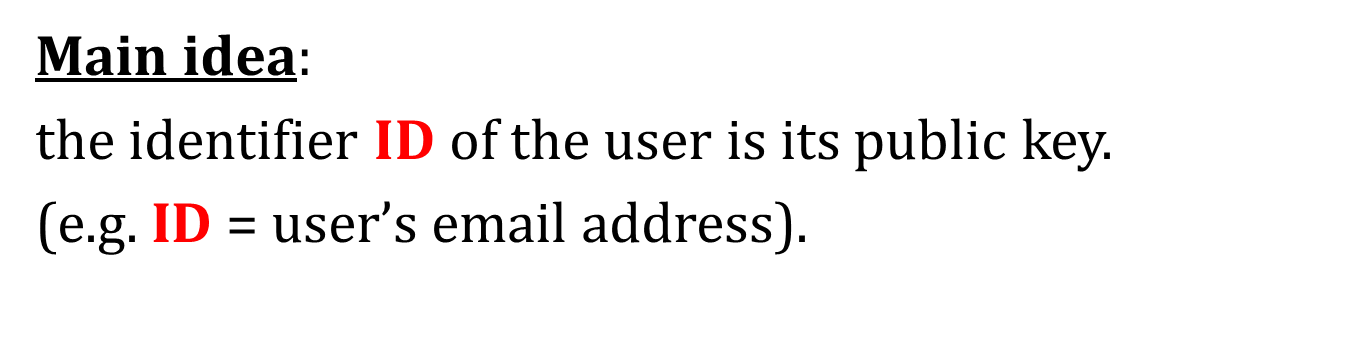 Main idea:
the identifier ID of the user is its public key.
(e.g. ID = user’s email address).